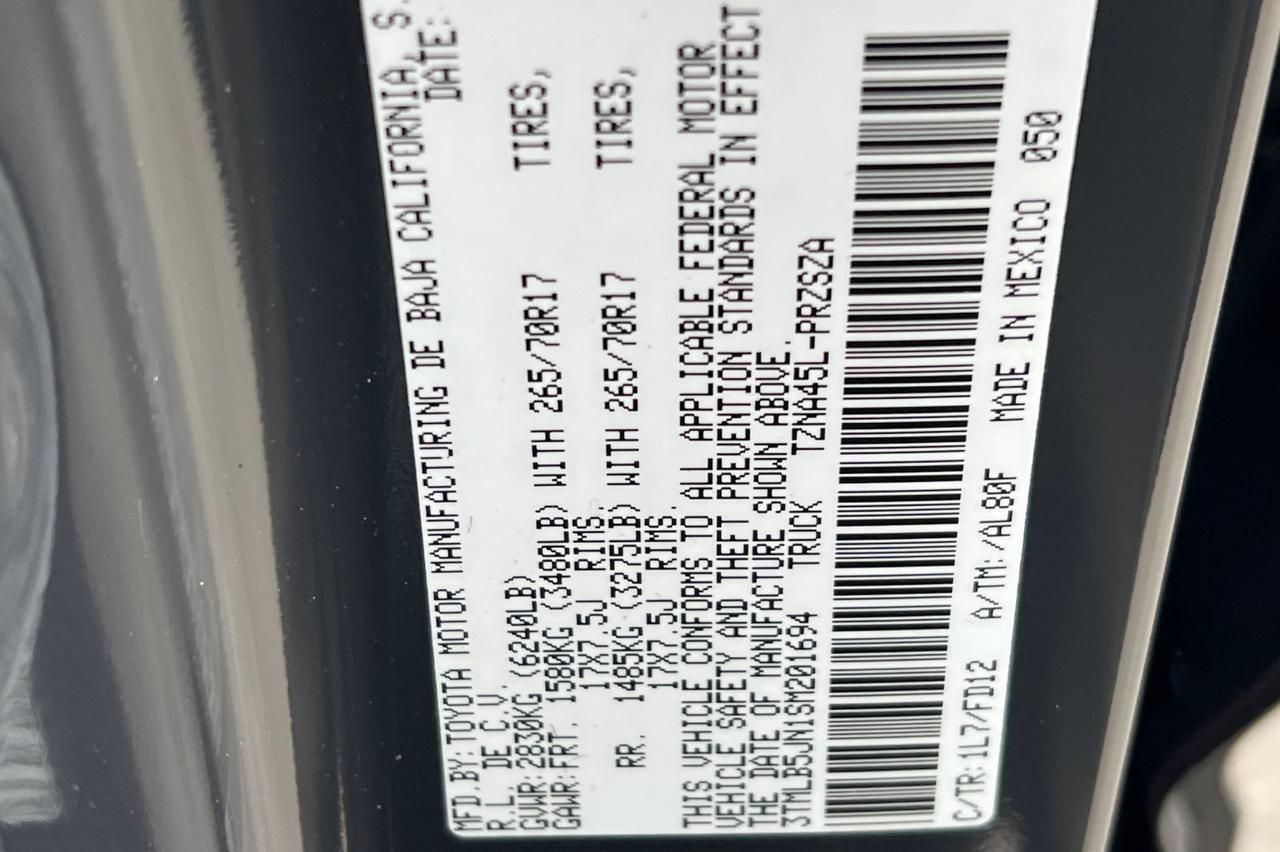 MFD.BY:TOYOTA MOTOR MANUFACTURING DE BAJA CALIFORNIA, S.
R.L. DE C.V. DATE:
GVWR:2830KG (6240LB)
GAWR:FRT. 1580KG (3480LB) WITH 265/70R17 TIRES,
17X7.5J RIMS
RR. 1485KG (3275LB) WITH 265/70R17 TIRES,
17X7.5J RIMS.
THIS VEHICLE CONFORMS TO ALL APPLICABLE FEDERAL MOTOR
VEHICLE SAFETY AND THEFT PREVENTION STANDARDS IN EFFECT
THE DATE OF MANUFACTURE SHOWN ABOVE.
3TMLB5JN1SM201694 TRUCK TZNA45L-PRZSZA
C/TR:1L7/FD12 A/TM:/AL80F MADE IN MEXICO 050